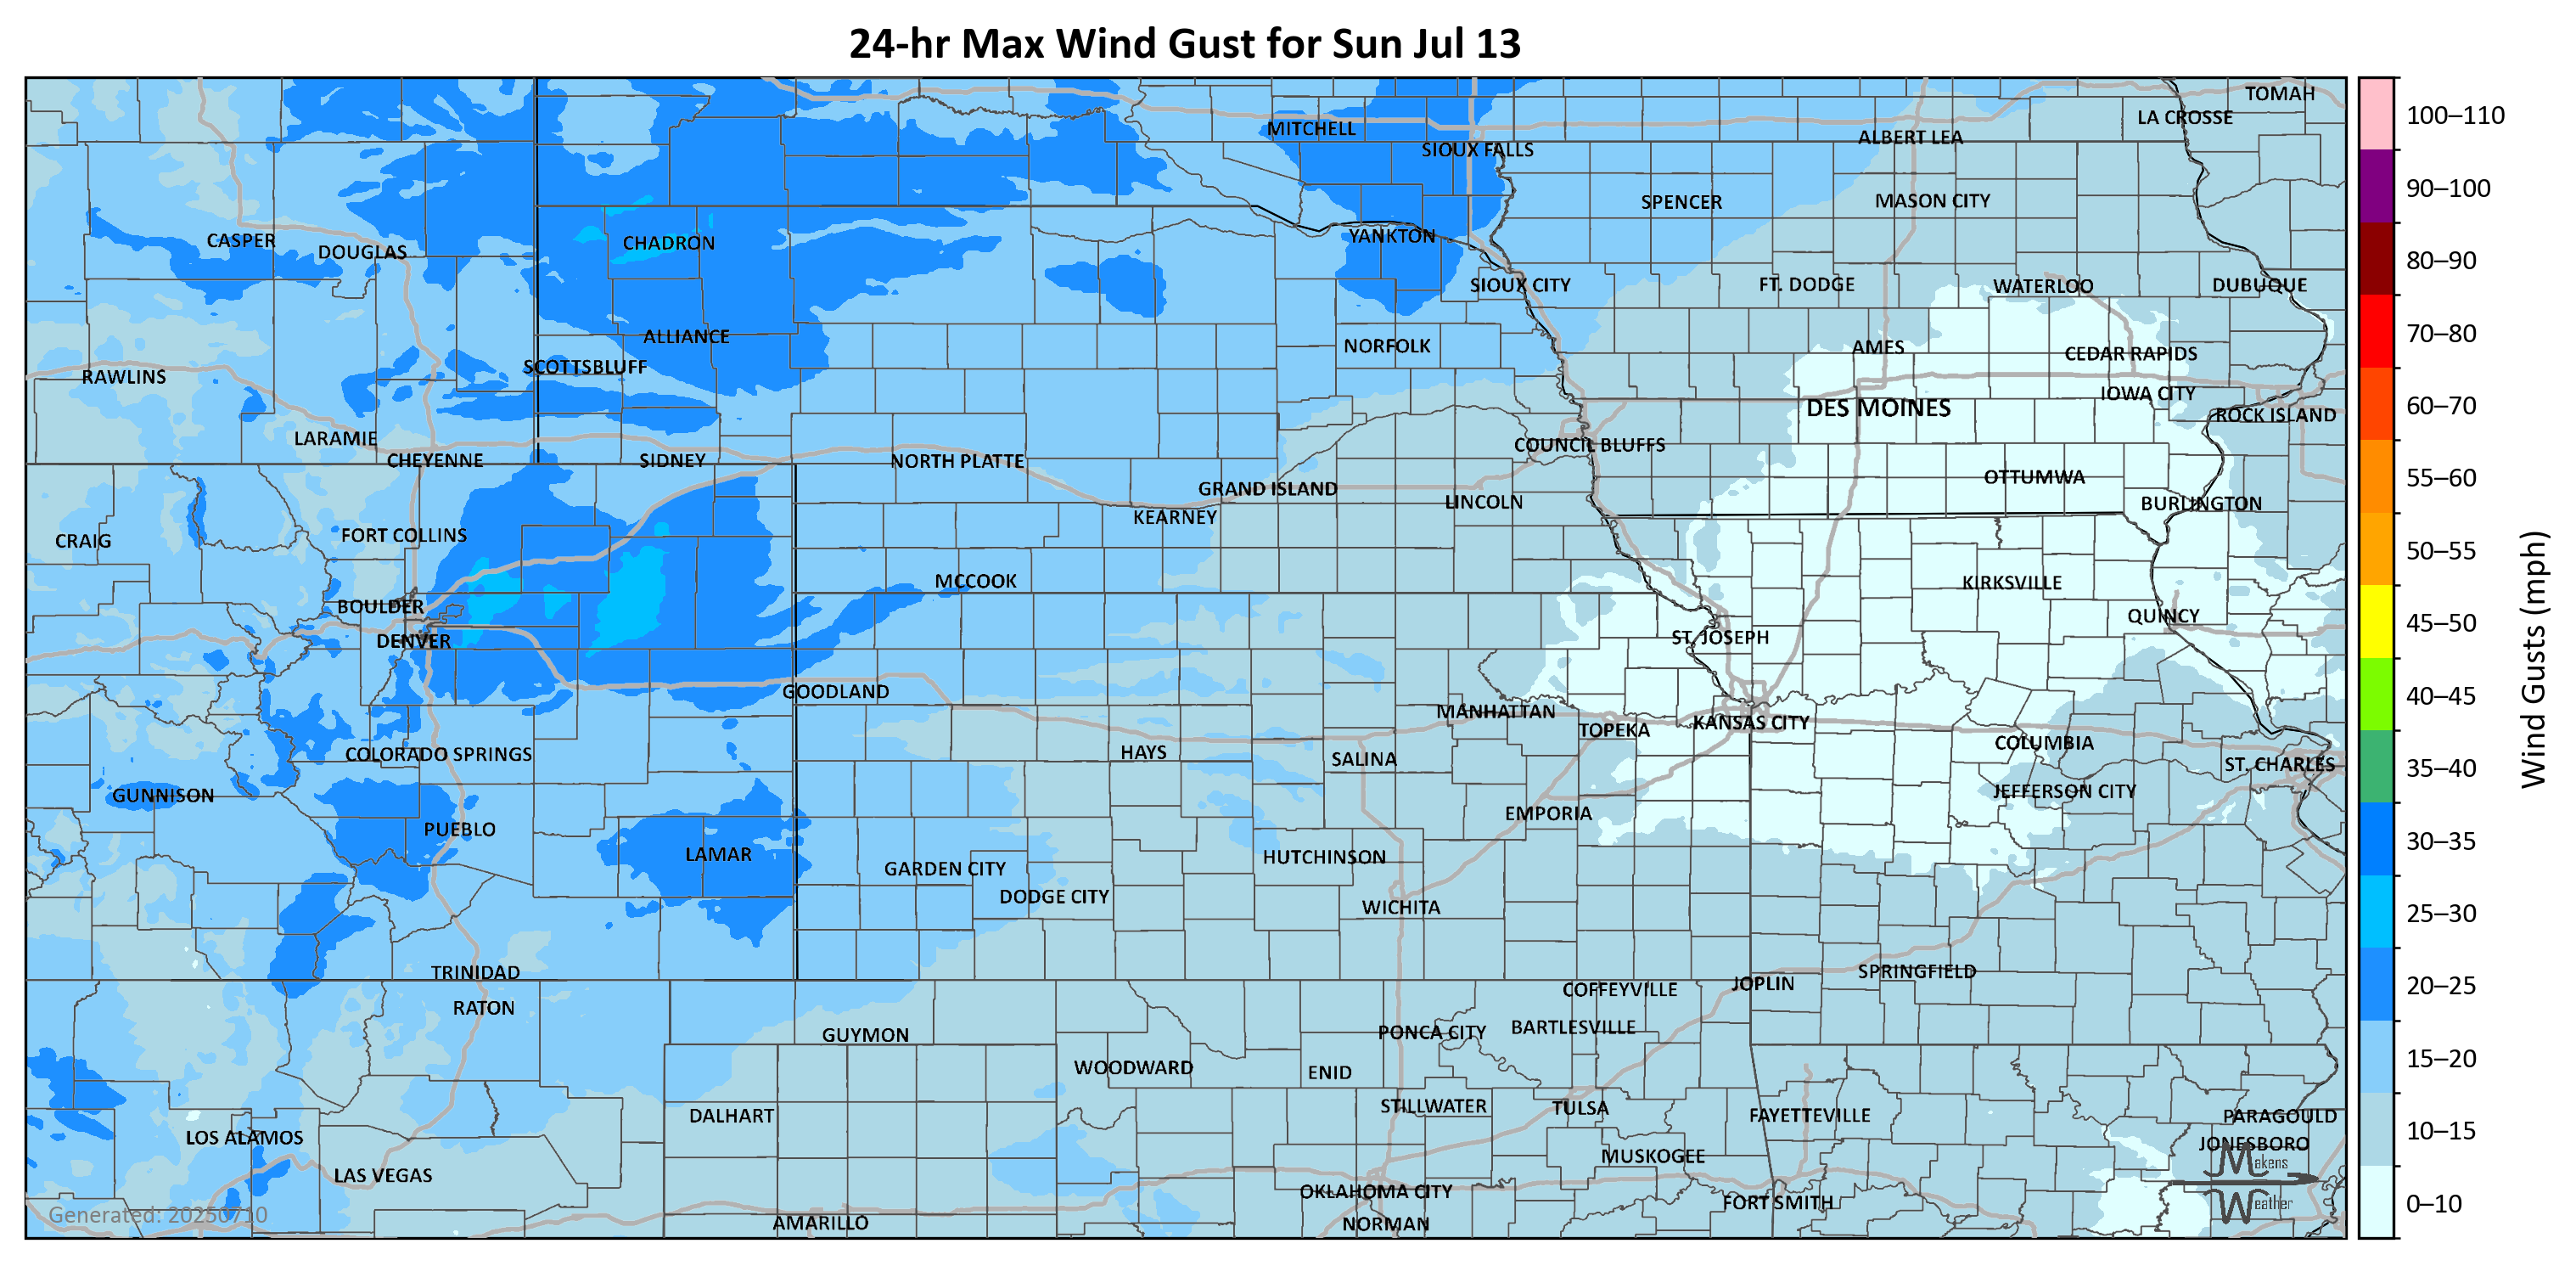 24-hr Max Wind Gust for Sun Jul 13
TOMAH
LA CROSSE
MITCHELL
ALBERT LEA
SIOUX FALLS
SPENCER
MASON CITY
CASPER
DOUGLAS
CHADRON
YANKTON
SIOUX CITY
FT. DODGE
WATERLOO
DUBUQUE
ALLIANCE
NORFOLK
AMES
CEDAR RAPIDS
SCOTTSBLUFF
RAWLINS
IOWA CITY
DES MOINES
ROCK ISLAND
LARAMIE
COUNCIL BLUFFS
CHEYENNE
SIDNEY
NORTH PLATTE
OTTUMWA
GRAND ISLAND
LINCOLN
BURLINGTON
KEARNEY
FORT COLLINS
CRAIG
MCCOOK
KIRKSVILLE
BOULDER
QUINCY
DENVER
ST. JOSEPH
GOODLAND
MANHATTAN
KANSAS CITY
TOPEKA
COLUMBIA
COLORADO SPRINGS
HAYS
SALINA
ST. CHARLES
GUNNISON
JEFFERSON CITY
EMPORIA
PUEBLO
LAMAR
HUTCHINSON
GARDEN CITY
DODGE CITY
WICHITA
TRINIDAD
SPRINGFIELD
JOPLIN
COFFEYVILLE
RATON
GUYMON
PONCA CITY
BARTLESVILLE
WOODWARD
ENID
STILLWATER
TULSA
DALHART
FAYETTEVILLE
PARAGOULD
LOS ALAMOS
JONESBORO
MUSKOGEE
LAS VEGAS
OKLAHOMA CITY
FORT SMITH
AMARILLO
NORMAN
Generated: 20250710
Makens
Weather
100–110
90–100
80–90
70–80
60–70
55–60
50–55
45–50
40–45
35–40
30–35
25–30
20–25
15–20
10–15
0–10
Wind Gusts (mph)